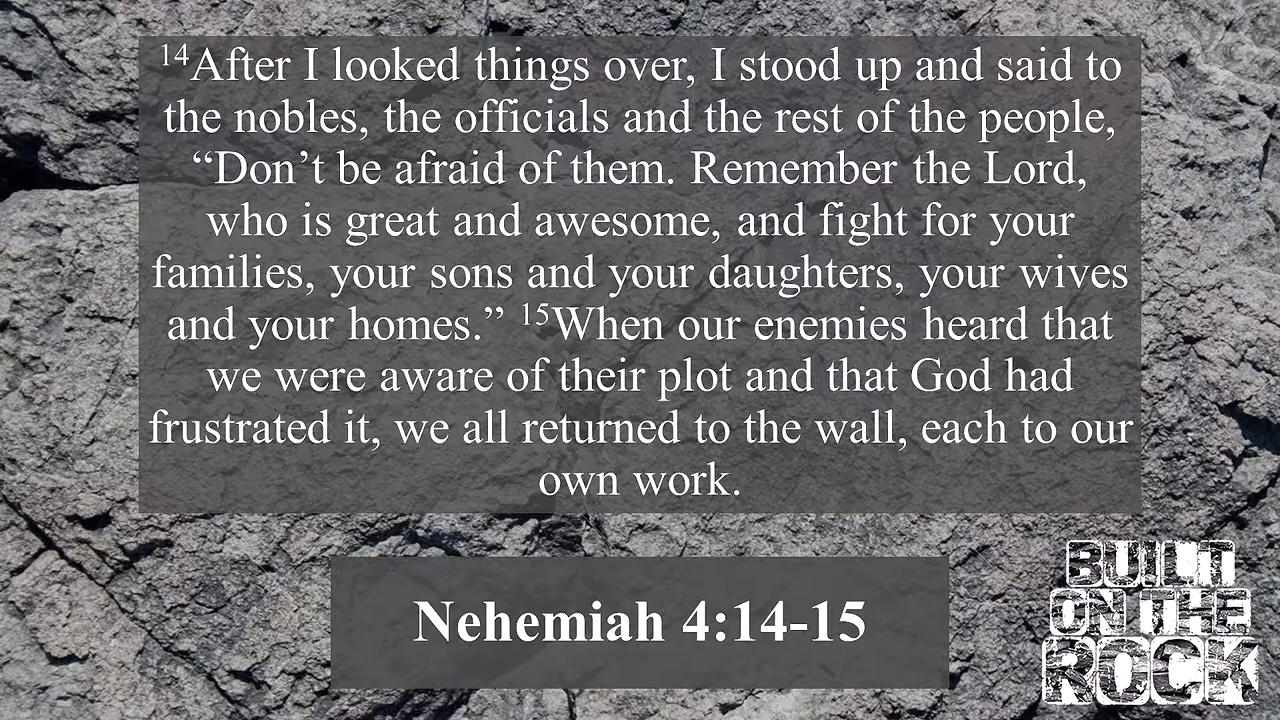 ¹⁴After I looked things over, I stood up and said to
the nobles, the officials and the rest of the people,
“Don’t be afraid of them. Remember the Lord,
who is great and awesome, and fight for your
families, your sons and your daughters, your wives
and your homes.” ¹⁵When our enemies heard that
we were aware of their plot and that God had
frustrated it, we all returned to the wall, each to our
own work.
Nehemiah 4:14-15
BUILT
ON THE
ROCK